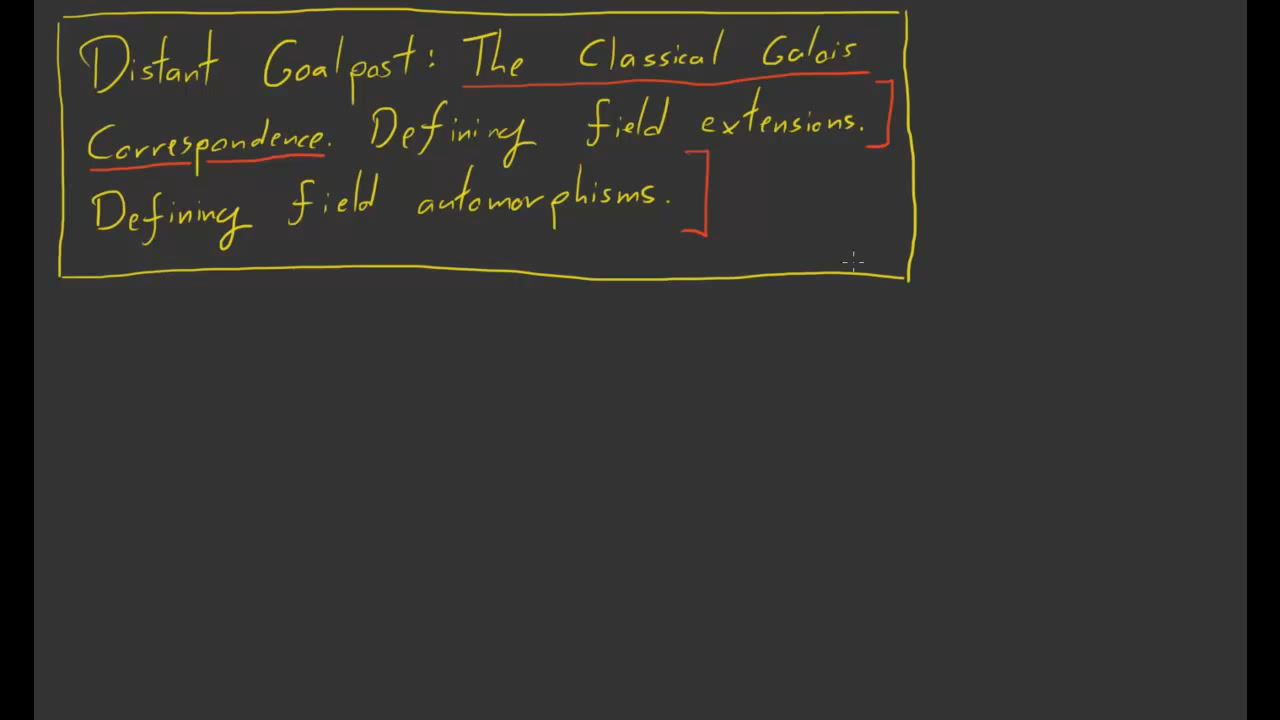 Distant Goalpost: The Classical Galois
Correspondence. Defining field extensions.
Defining field automorphisms.